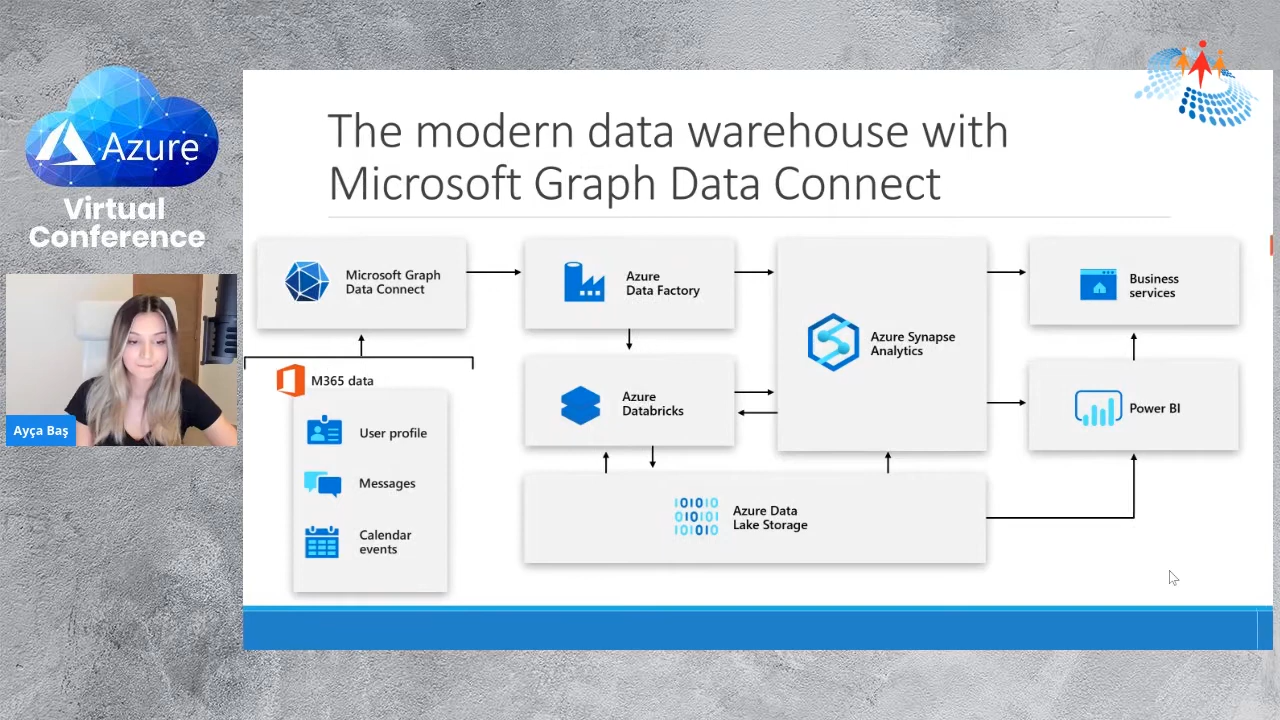 Azure
Virtual
Conference
Ayça Baş
The modern data warehouse with
Microsoft Graph Data Connect
Microsoft Graph
Data Connect
Azure
Data Factory
Azure Synapse
Analytics
Business
services
M365 data
User profile
Messages
Calendar
events
Azure
Databricks
Power BI
Azure Data
Lake Storage